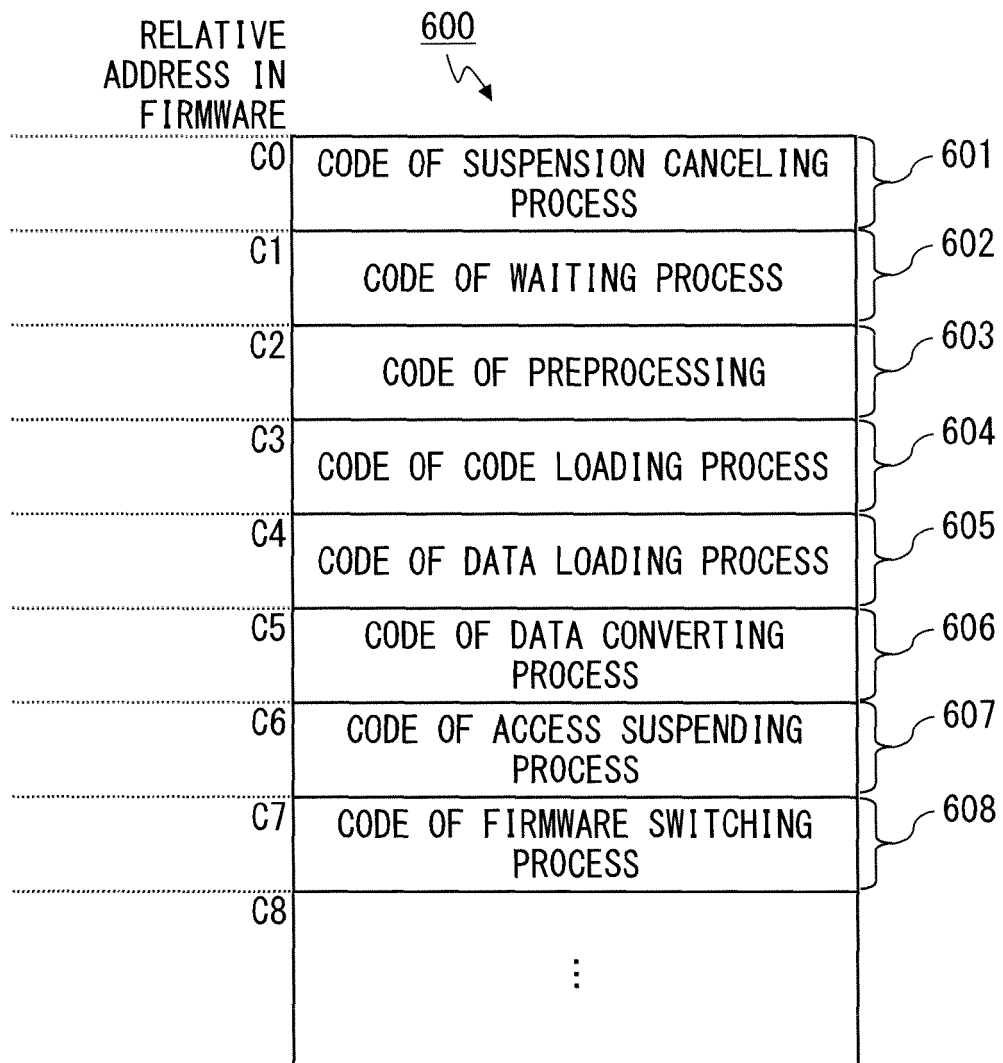 RELATIVE
ADDRESS IN
FIRMWARE
600
C0
CODE OF SUSPENSION CANCELING
PROCESS
601
C1
CODE OF WAITING PROCESS
602
C2
CODE OF PREPROCESSING
603
C3
CODE OF CODE LOADING PROCESS
604
C4
CODE OF DATA LOADING PROCESS
605
C5
CODE OF DATA CONVERTING
PROCESS
606
C6
CODE OF ACCESS SUSPENDING
PROCESS
607
C7
CODE OF FIRMWARE SWITCHING
PROCESS
608
C8
⋮